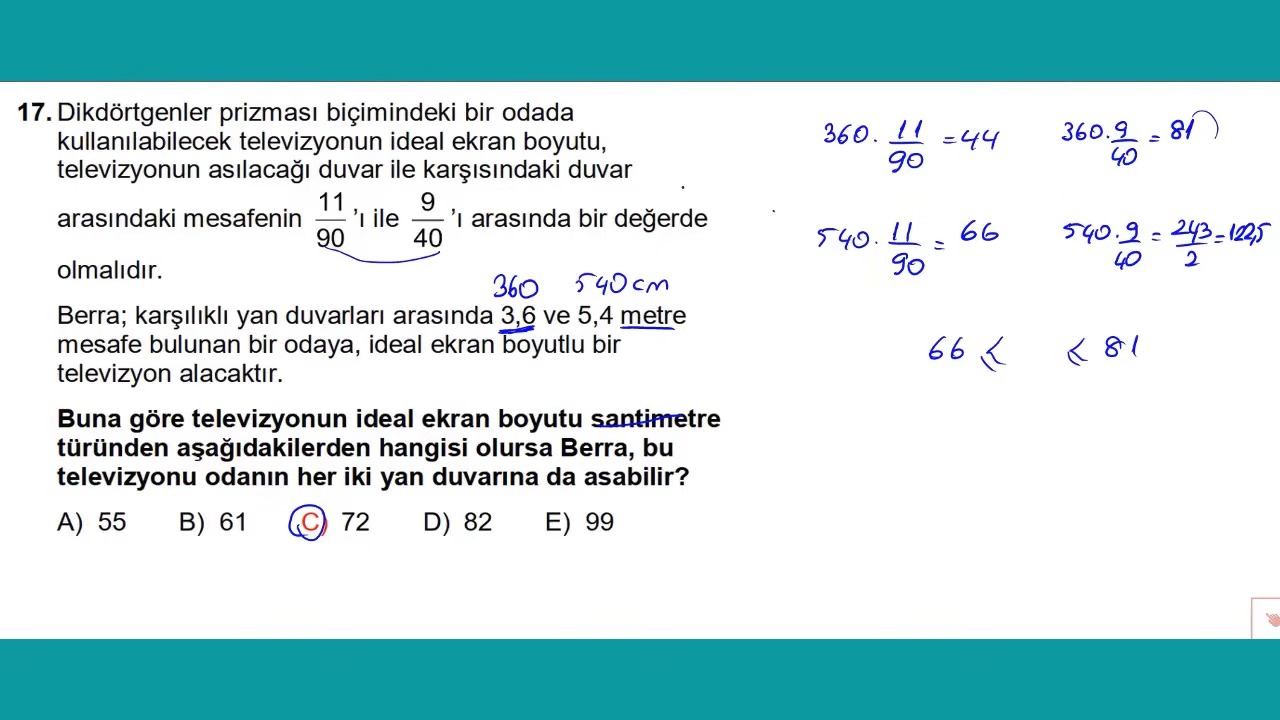 17. Dikdörtgenler prizması biçimindeki bir odada
kullanılabilecek televizyonun ideal ekran boyutu,
televizyonun asılacağı duvar ile karşısındaki duvar
arasındaki mesafenin 11/90 'ı ile 9/40 'ı arasında bir değerde
olmalıdır.
360 540 cm
Berra; karşılıklı yan duvarları arasında 3,6 ve 5,4 metre
mesafe bulunan bir odaya, ideal ekran boyutlu bir
televizyon alacaktır.
Buna göre televizyonun ideal ekran boyutu santimetre
türünden aşağıdakilerden hangisi olursa Berra, bu
televizyonu odanın her iki yan duvarına da asabilir?
A) 55 B) 61 C) 72 D) 82 E) 99
360 · 11/90 = 44 360 · 9/40 = 81
540 · 11/90 = 66 540 · 9/40 = 243/2 = 122,5
66 ≤ ≤ 81